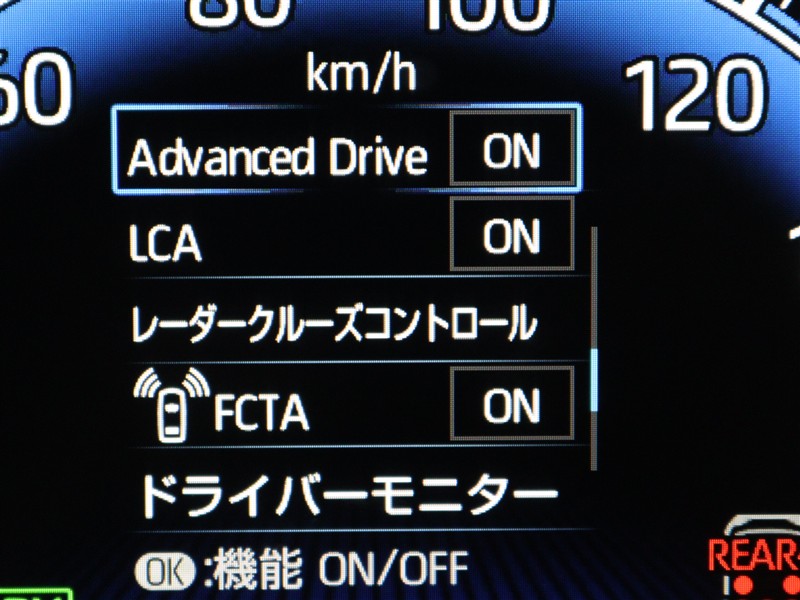 80 100
60
km/h
120
Advanced Drive ON
LCA ON
レーダークルーズコントロール
FCTA ON
ドライバーモニター
OK:機能 ON/OFF
REAR